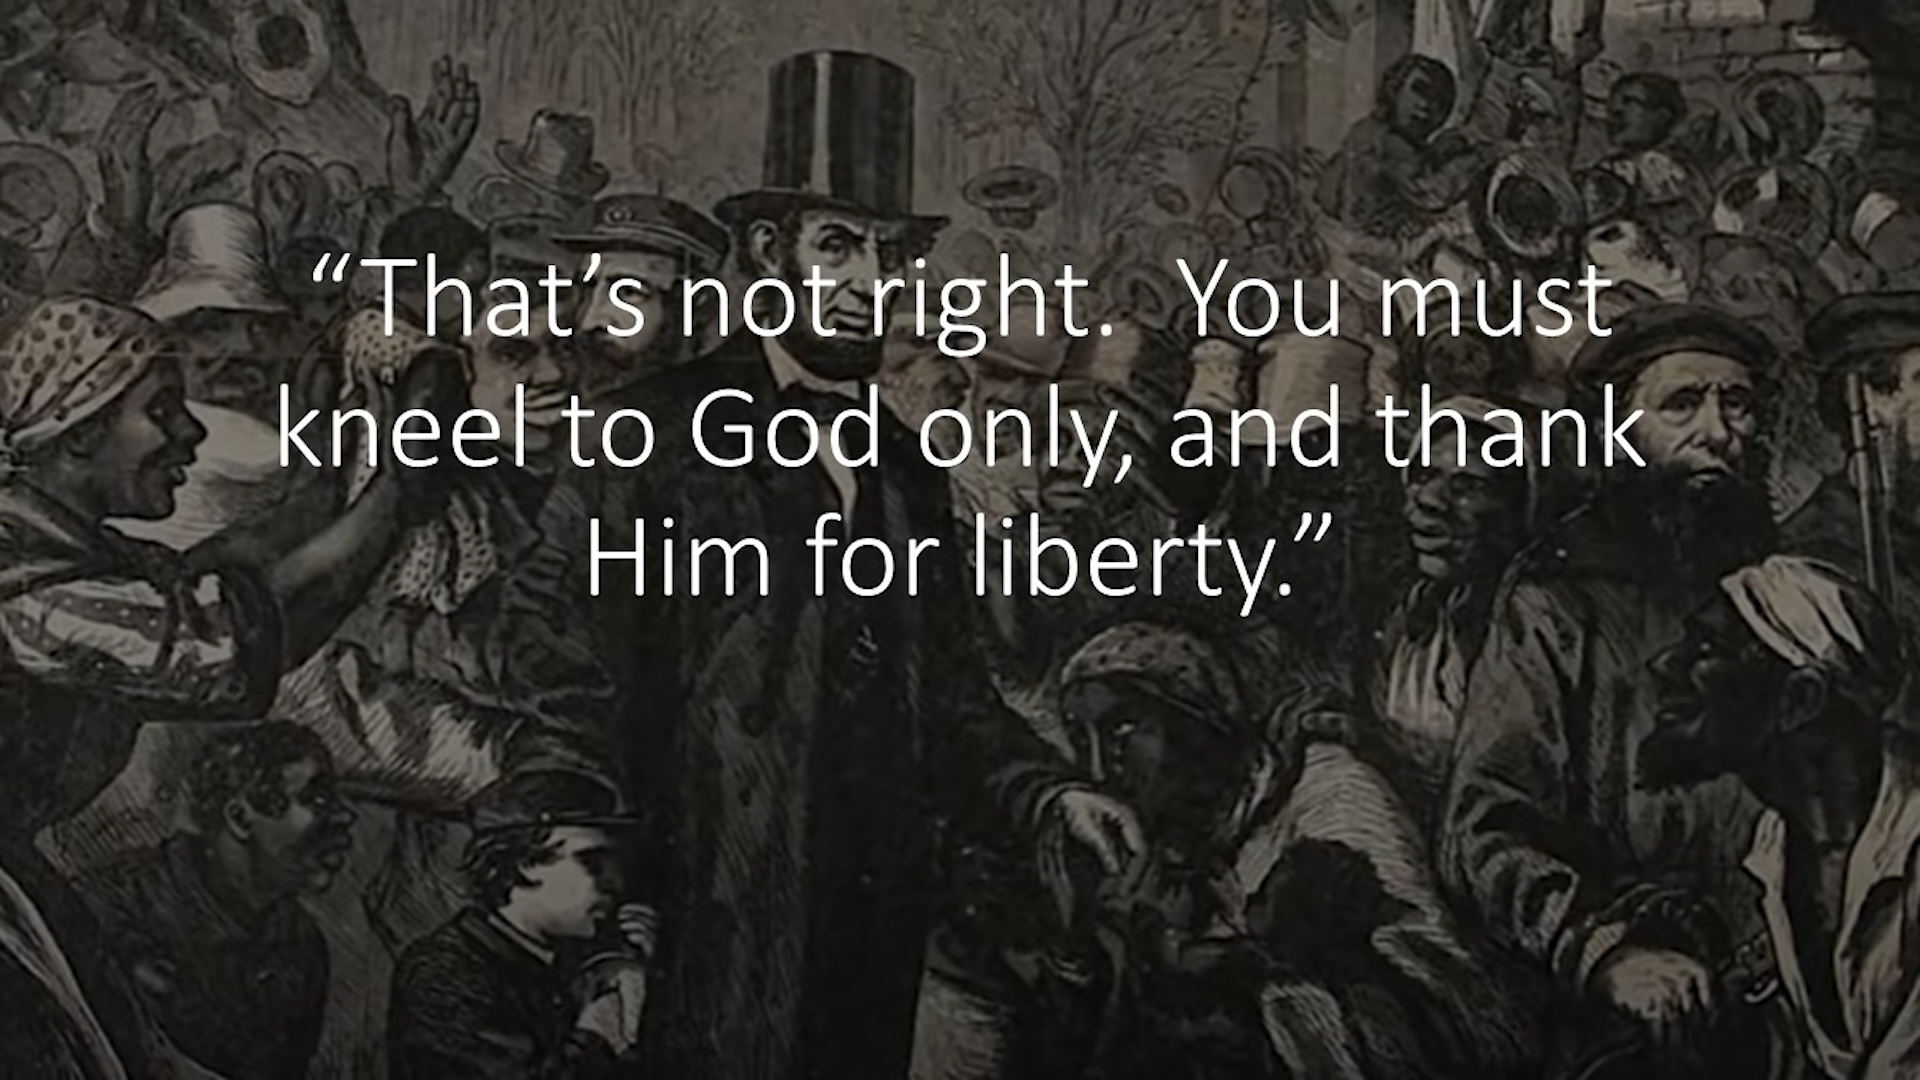 “That’s not right.  You must
kneel to God only, and thank
Him for liberty.”